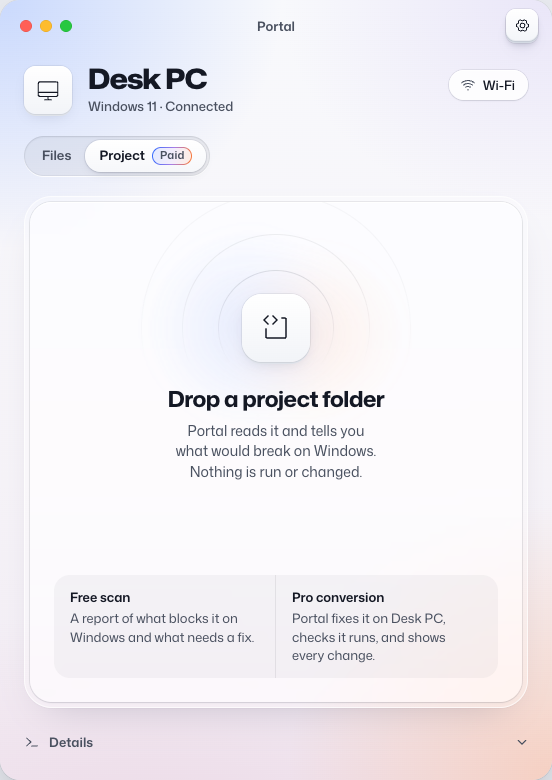 Portal
Desk PC
Windows 11 · Connected
Wi-Fi
Files
Project
Paid
Drop a project folder
Portal reads it and tells you
what would break on Windows.
Nothing is run or changed.
Free scan
A report of what blocks it on
Windows and what needs a fix.
Pro conversion
Portal fixes it on Desk PC,
checks it runs, and shows
every change.
Details